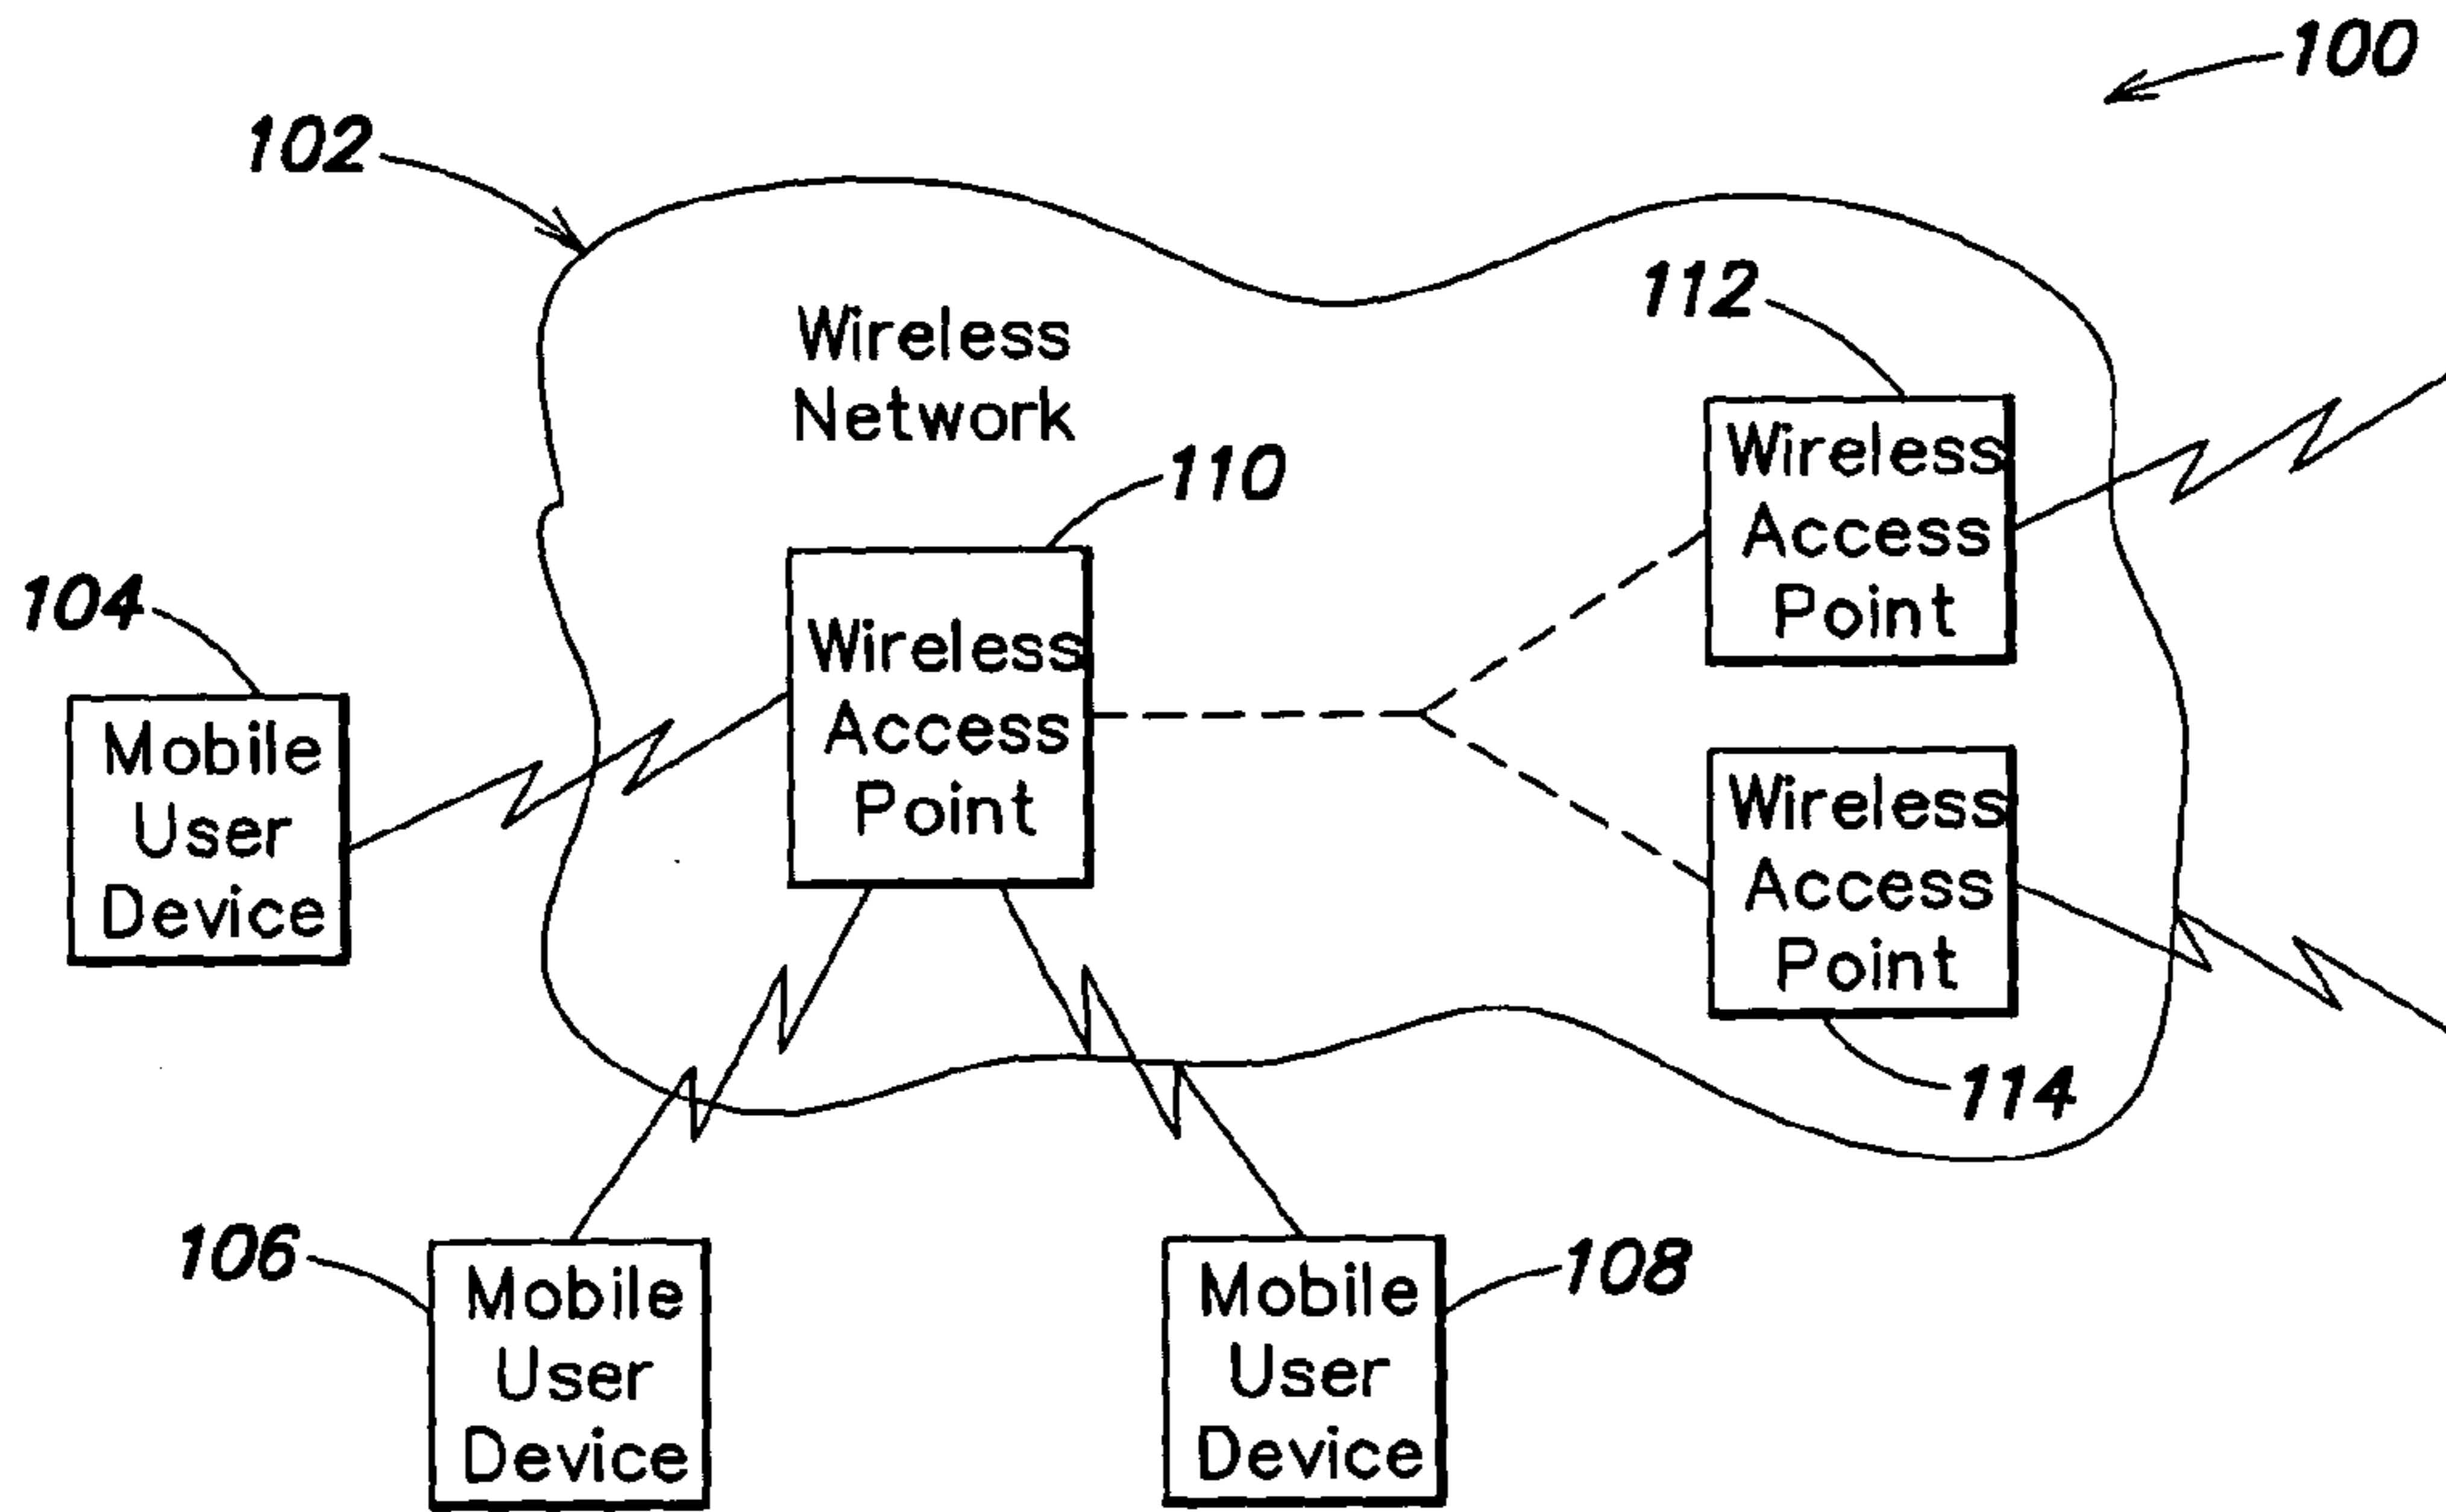 100
102
Wireless
Network
112
110
Wireless
Access
Point
104
Wireless
Access
Point
Mobile
User
Device
Wireless
Access
Point
114
106
108
Mobile
User
Device
Mobile
User
Device